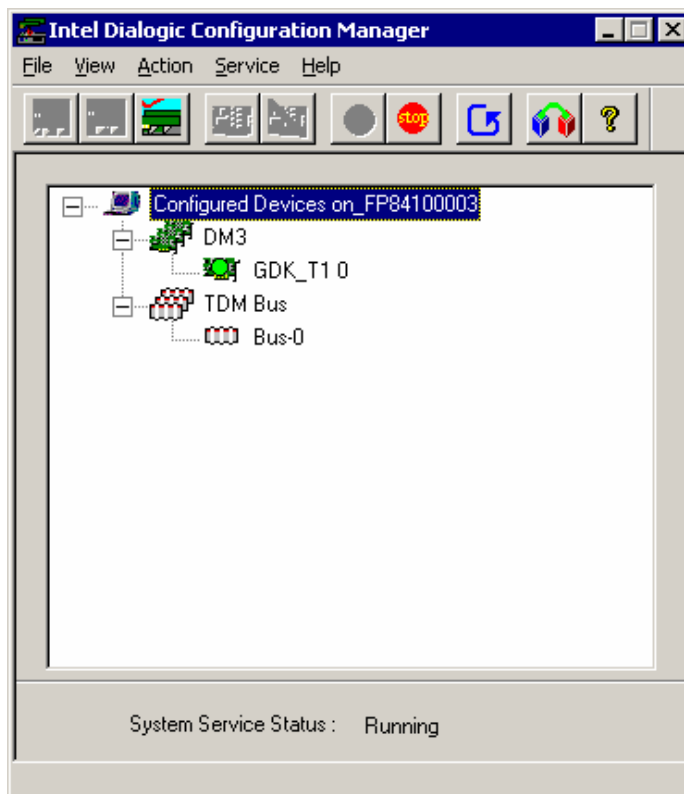 Intel Dialogic Configuration Manager
File View Action Service Help
stop ?
Configured Devices on_FP84100003
DM3
GDK_T1 0
TDM Bus
Bus-0
System Service Status : Running